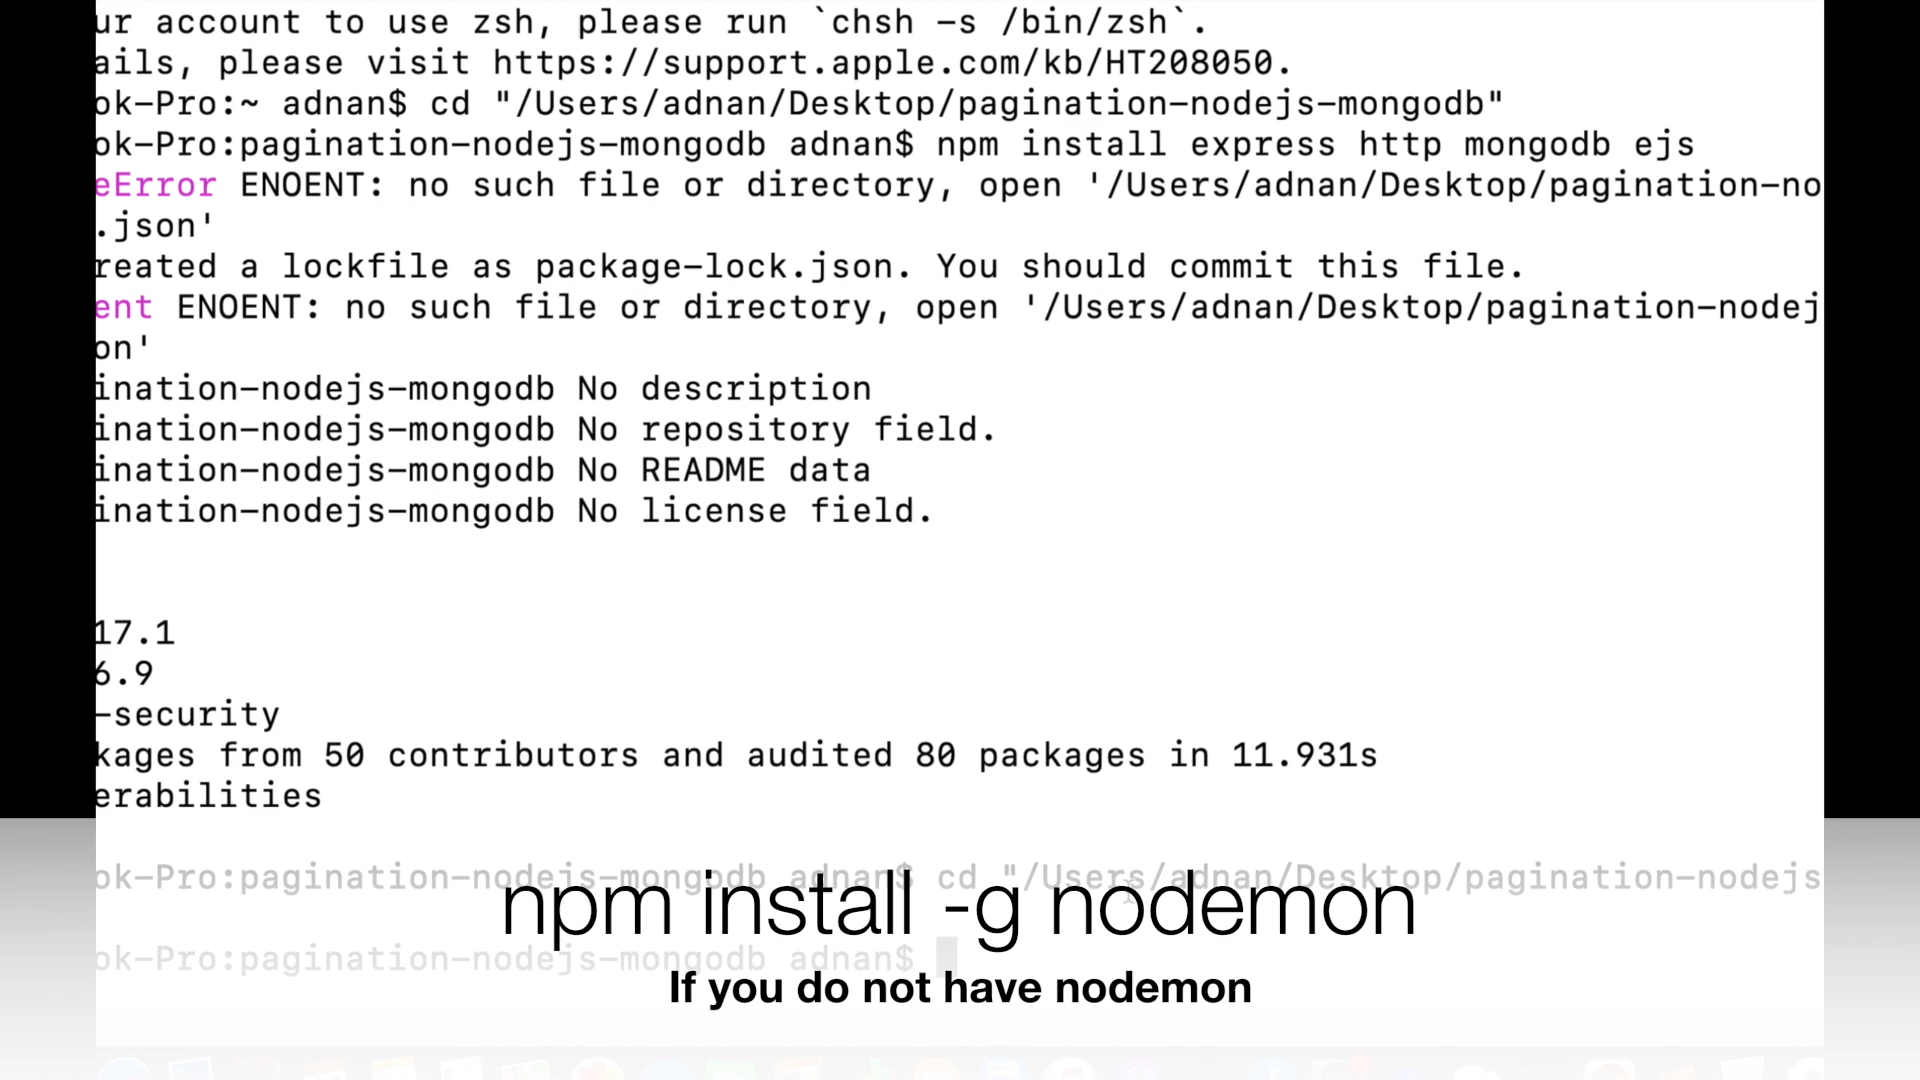 ur account to use zsh, please run `chsh -s /bin/zsh`.
ails, please visit https://support.apple.com/kb/HT208050.
ok-Pro:~ adnan$ cd "/Users/adnan/Desktop/pagination-nodejs-mongodb"
ok-Pro:pagination-nodejs-mongodb adnan$ npm install express http mongodb ejs
eError ENOENT: no such file or directory, open '/Users/adnan/Desktop/pagination-no
.json'
reated a lockfile as package-lock.json. You should commit this file.
ent ENOENT: no such file or directory, open '/Users/adnan/Desktop/pagination-nodej
on'
ination-nodejs-mongodb No description
ination-nodejs-mongodb No repository field.
ination-nodejs-mongodb No README data
ination-nodejs-mongodb No license field.
17.1
6.9
-security
kages from 50 contributors and audited 80 packages in 11.931s
erabilities
ok-Pro:pagination-nodejs-mongodb adnan$ cd "/Users/adnan/Desktop/pagination-nodejs
npm install -g nodemon
ok-Pro:pagination-nodejs-mongodb adnan$
If you do not have nodemon